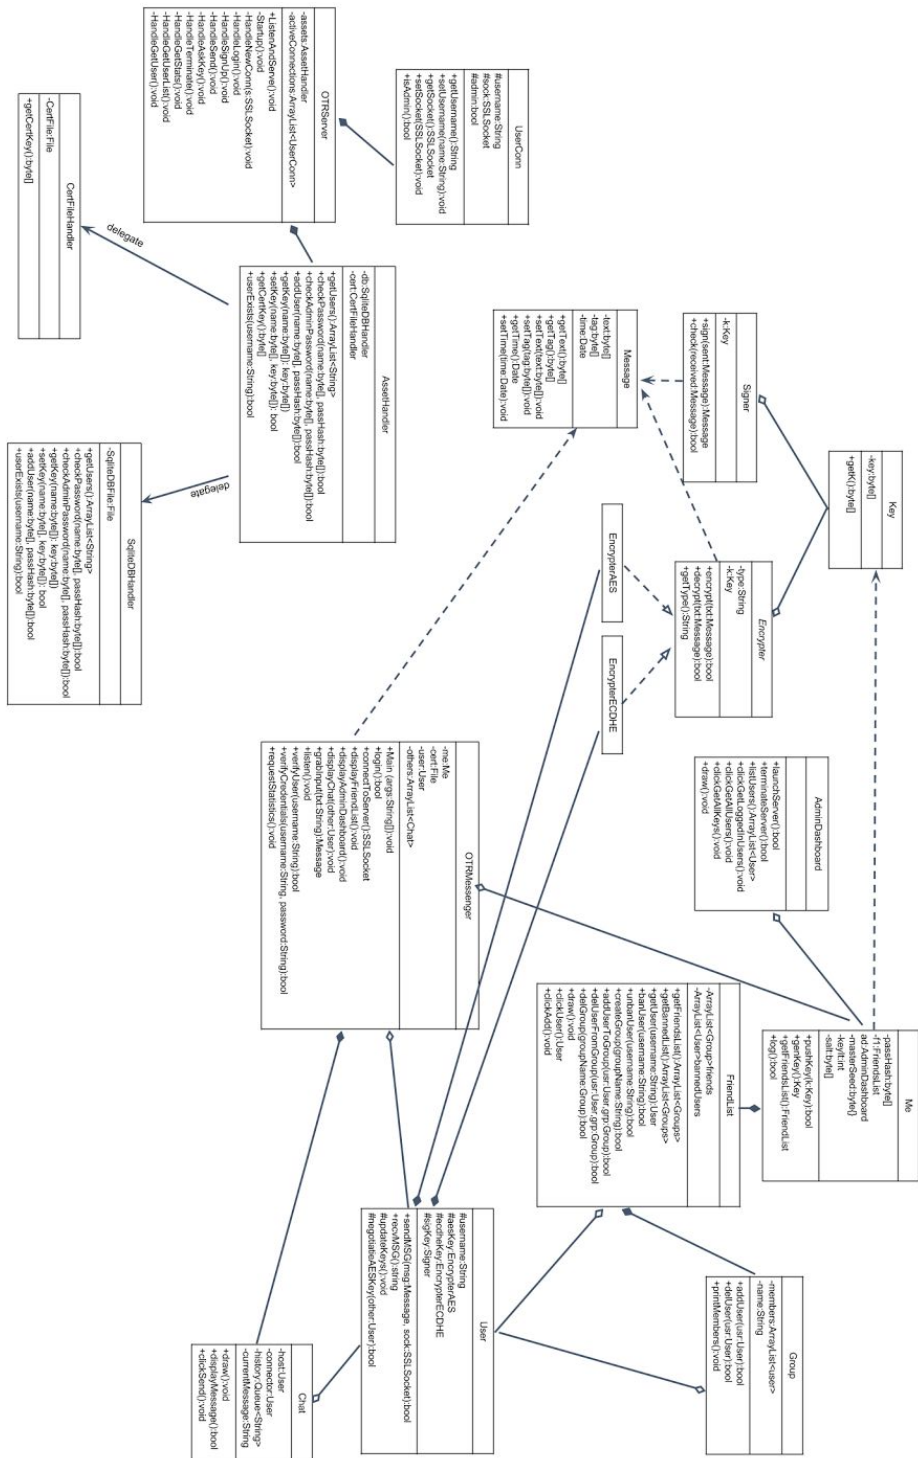 Key
-key:byte[]
+getK():byte[]
Me
-passHash:byte[]
-f1:FriendsList
ad:AdminDashboard
-masterSeed:byte{]
-keyIt:int
-salt:byte[]
+pushKey(k:Key):bool
+genKey():Key
+getFriendsList():FriendList
+log():bool
AdminDashboard
+launchServer():bool
+terminateServer():bool
+listUsers():ArrayList<User>
+clickGetLoggedinUsers():void
+clickGetAllUsers():void
+clickGetAllKeys():void
+draw():void
Group
-members:ArrayList<user>
-name:String
+addUser(usr:User):bool
+delUser(usr:User):bool
+printMembers():void
Signer
-k:Key
+sign(sent:Message):Message
+check(received:Message):bool
Encrypter
-type:String
-k:Key
+encrypt(txt:Message):bool
+decrypt(txt:Message):bool
+getType():String
FriendList
-ArrayList<Group>friends
-ArrayList<User>bannedUsers
+getFriendsList():ArrayList<Groups>
+getBannedList():ArrayList<Groups>
+getUser(username:String):User
+banUser(username:String):bool
+unbanUser(username:String):bool
+createGroup(groupName:String):bool
+addUserToGroup(usr:User,grp:Group):bool
+delUserFromGroup(usr:User,grp:Group):bool
+delGroup(groupName:Group):bool
+draw():void
+clickUser():User
+clickAdd():void
UserConn
#username:String
#sock:SSLSocket
#admin:bool
+getUsername():String
+setUsername(name:String):void
+getSocket():SSLSocket
+setSocket(SSLSocket):void
+isAdmin():bool
Message
-text:byte[]
-tag:byte[]
-time:Date
+getText():byte[]
+getTag():byte[]
+setText(text:byte[]):void
+setTag(tag:byte[]):void
+getTime():Date
+setTime(time:Date):void
EncrypterAES
EncrypterECDHE
User
#username:String
#aesKey:EncrypterAES
#ecdheKey:EncrypterECDHE
#sigKey:Signer
+sendMSG(msg:Message, sock:SSLSocket):bool
+recvMSG():string
#updateKeys():void
#negotiatieAESKey(other:User):bool
OTRMessenger
-me:Me
-cert:File
-user:User
-others:ArrayList<Chat>
+Main (args:String[]):void
+login():bool
+connectToServer():SSLSocket
+displayFriendList():void
+displayAdminDashboard():void
+displayChat(other:User):void
+grabInput(txt:String):Message
+listen():void
+verifyUser(username:String):bool
+verifyCredentials(username:String, password:String):bool
+requestStatistics():void
OTRServer
-assets:AssetHandler
-activeConnections:ArrayList<UserConn>
+ListenAndServe():void
-Startup():void
-HandleNewConn(s:SSLSocket):void
-HandleLogin():void
-HandleSignUp():void
-HandleSend():void
-HandleAskKey():void
-HandleTerminate():void
-HandleGetStats():void
-HandleGetUserList():void
-HandleGetUser():void
AssetHandler
-db:SqliteDBHandler
-cert:CertFileHandler
+getUsers():ArrayList<String>
+checkPassword(name:byte[], passHash:byte[]):bool
+checkAdminPassword(name:byte[], passHash:byte[]):bool
+addUser(name:byte[], passHash:byte[]):bool
+getKey(name:byte[]): key:byte[])
+setKey(name:byte[], key:byte[]): bool
+getCertKey():byte[]
+userExists(username:String):bool
Chat
-host:User
-connector:User
-history:Queue<String>
-currentMessage:String
+draw():void
+displayMessage():bool
+clickSend():void
delegate
delegate
CertFileHandler
-CertFile:File
+getCertKey():byte[]
SqliteDBHandler
-SqliteDBFile:File
+getUsers():ArrayList<String>
+checkPassword(name:byte[], passHash:byte[]):bool
+checkAdminPassword(name:byte[], passHash:byte[]):bool
+getKey(name:byte[]): key:byte[])
+setKey(name:byte[], key:byte[]): bool
+addUser(name:byte[], passHash:byte[]):bool
+userExists(username:String):bool